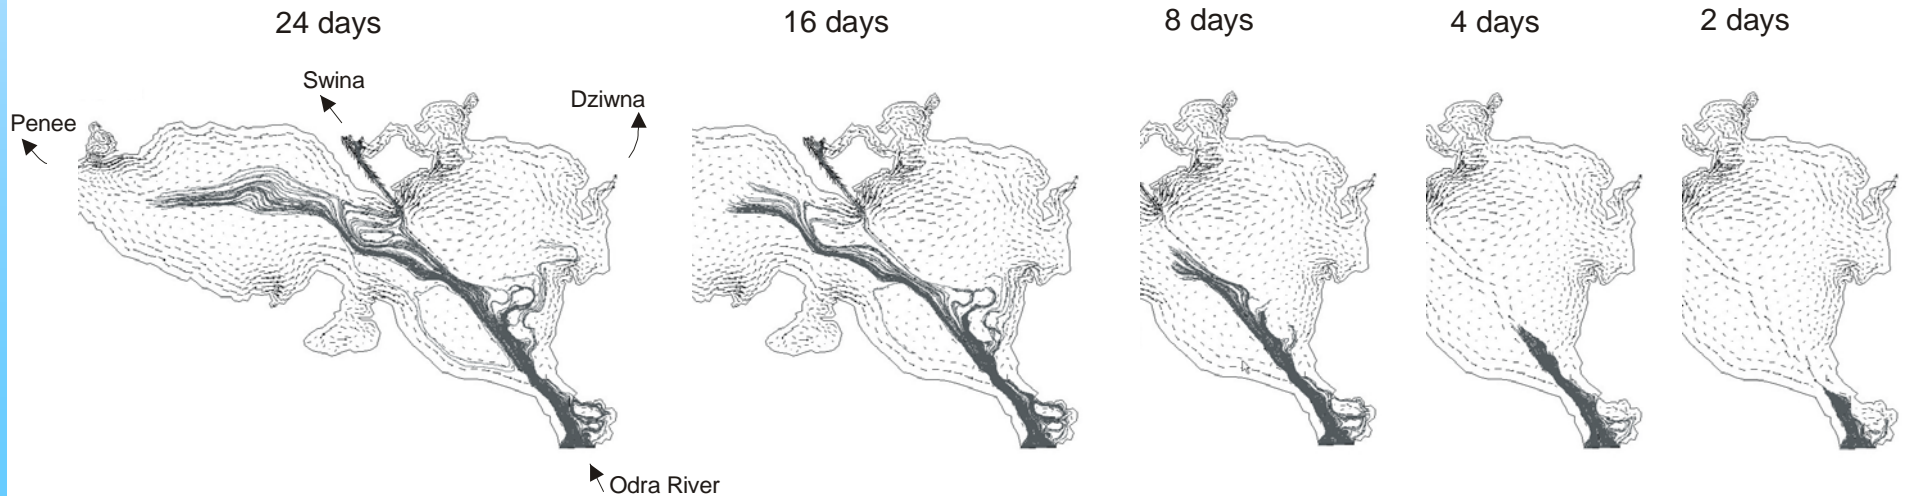 24 days
16 days
8 days
4 days
2 days
Swina
Dziwna
Penee
Odra River